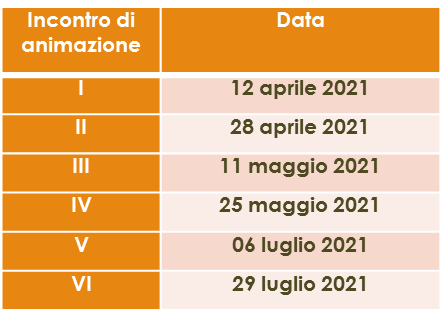 Incontro di animazione Data
I 12 aprile 2021
II 28 aprile 2021
III 11 maggio 2021
IV 25 maggio 2021
V 06 luglio 2021
VI 29 luglio 2021